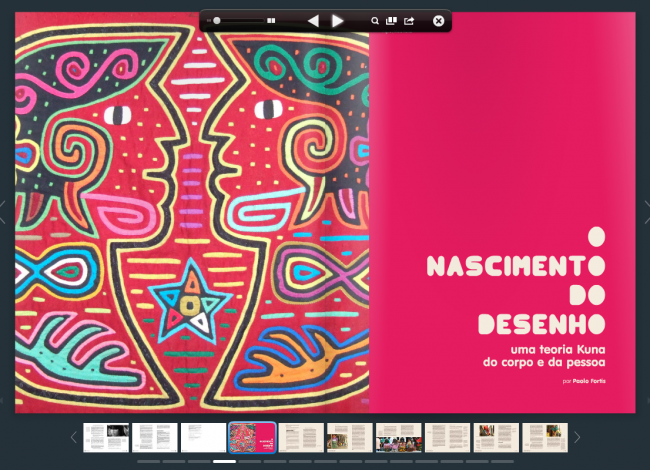 O
NASCIMENTO
DO
DESENHO
uma teoria Kuna
do corpo e da pessoa
por Paolo Fortis